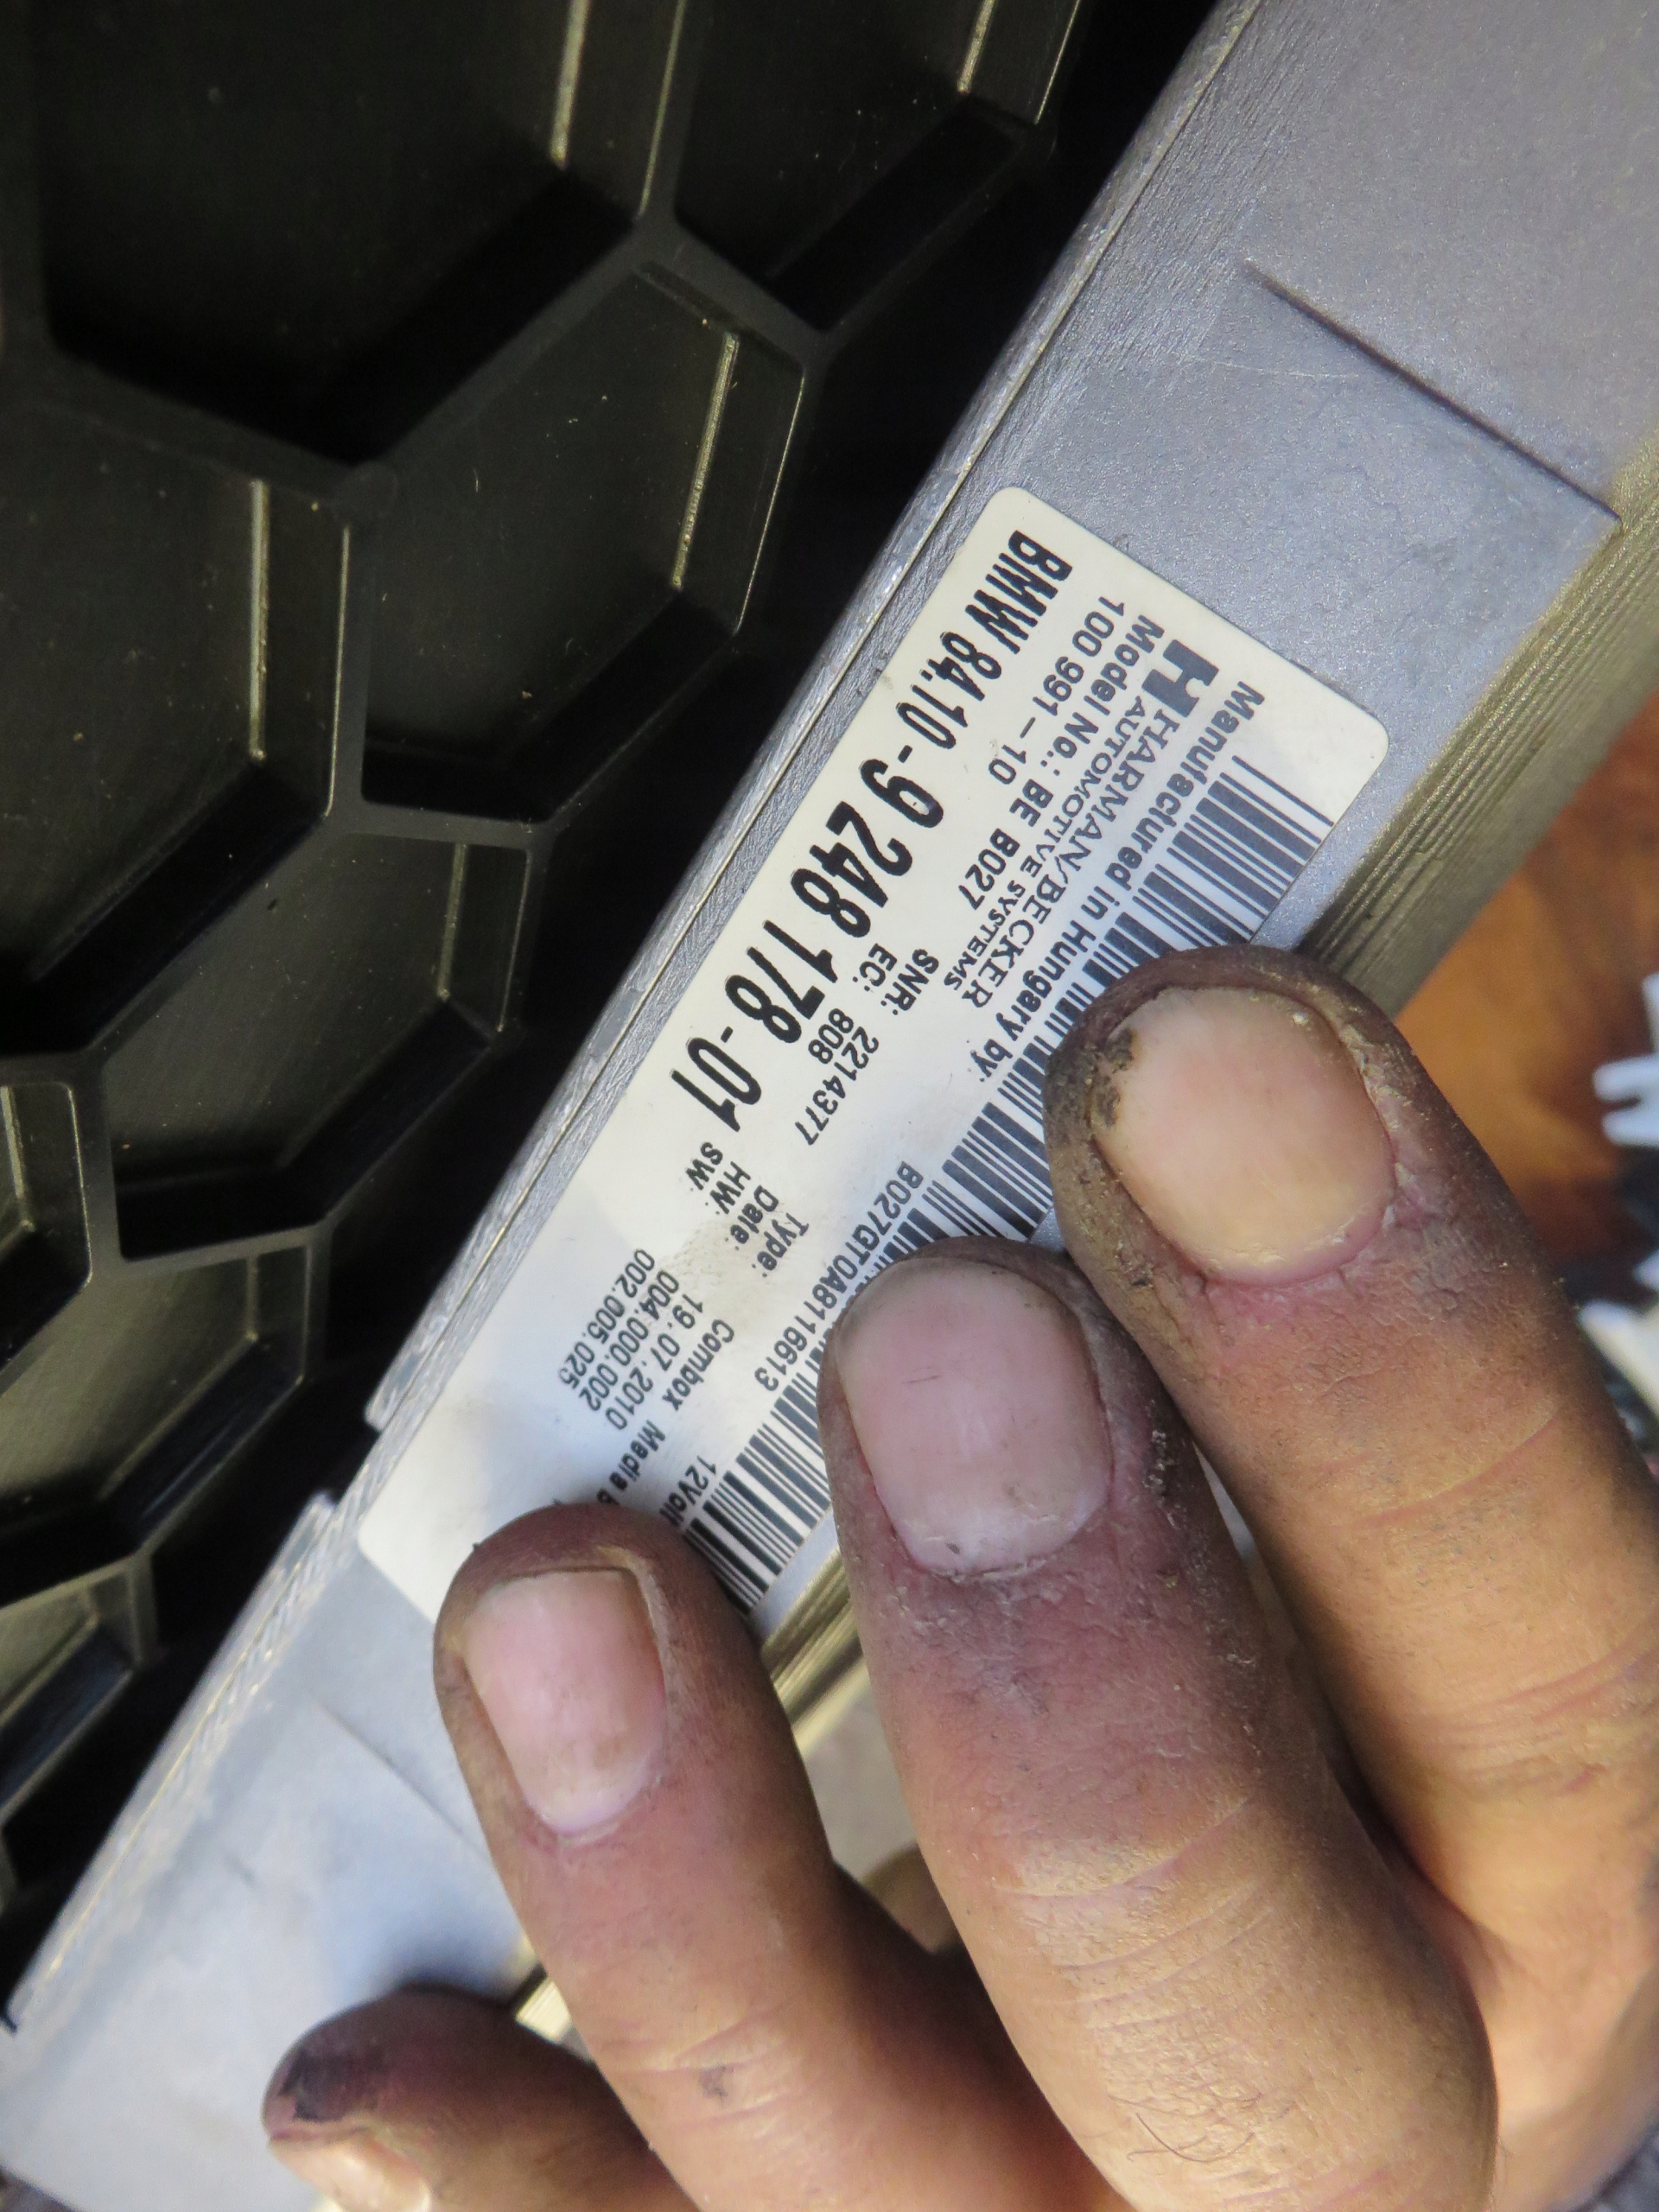 Manufactured in Hungary by:
HARMAN/BECKER
AUTOMOTIVE SYSTEMS
Model No.: BE B027
100 991-10
SNR: 2214377
EC: 808
BMW 84.10-9 248 178-01
B027GT0A8116613
12Volt
Type: Combox Media
Date: 19.07.2010
HW: 004.000.002
SW: 002.005.025